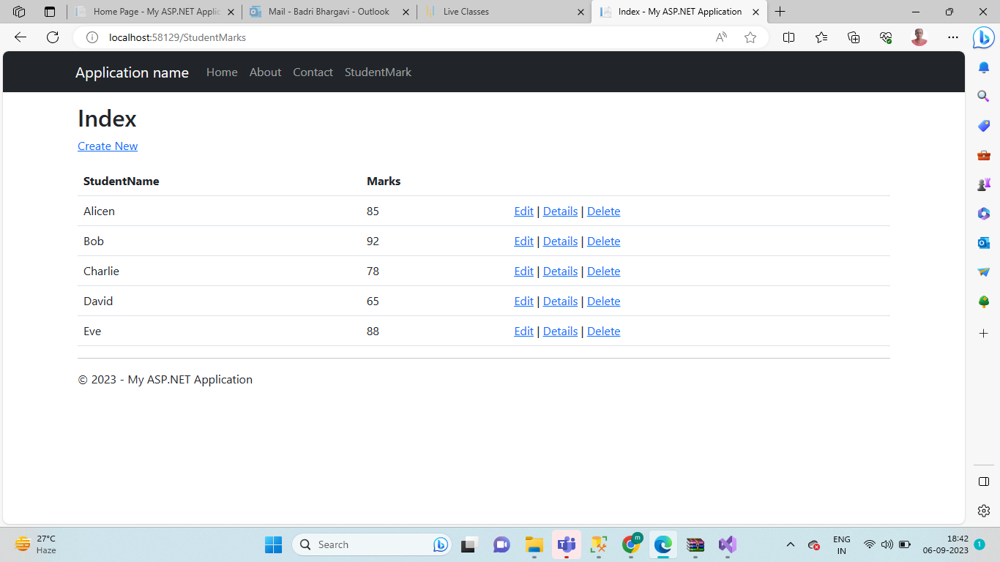 Home Page - My ASP.NET Applic
Mail - Badri Bhargavi - Outlook
Live Classes
Index - My ASP.NET Application
localhost:58129/StudentMarks
Application name Home About Contact StudentMark
Index
Create New
StudentName Marks
Alicen 85 Edit | Details | Delete
Bob 92 Edit | Details | Delete
Charlie 78 Edit | Details | Delete
David 65 Edit | Details | Delete
Eve 88 Edit | Details | Delete
© 2023 - My ASP.NET Application
27°C
Haze
Search
m
ENG
IN
18:42
06-09-2023
1